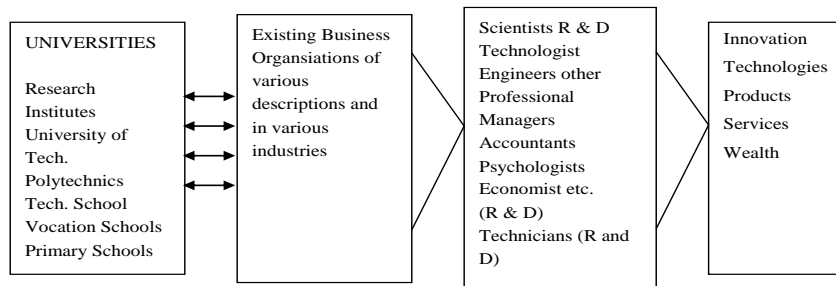 UNIVERSITIES
Research
Institutes
University of
Tech.
Polytechnics
Tech. School
Vocation Schools
Primary Schools
Existing Business
Organsiations of
various
descriptions and
in various
industries
Scientists R & D
Technologist
Engineers other
Professional
Managers
Accountants
Psychologists
Economist etc.
(R & D)
Technicians (R and
D)
Innovation
Technologies
Products
Services
Wealth